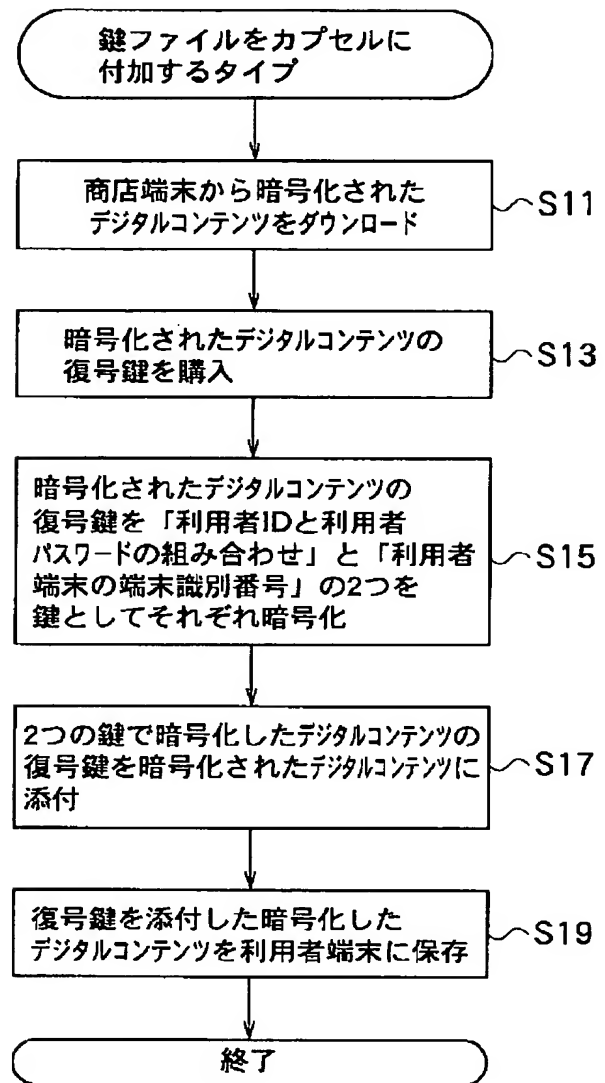 鍵ファイルをカプセルに
付加するタイプ
商店端末から暗号化された
デジタルコンテンツをダウンロード
S11
暗号化されたデジタルコンテンツの
復号鍵を購入
S13
暗号化されたデジタルコンテンツの
復号鍵を「利用者IDと利用者
パスワードの組み合わせ」と「利用者
端末の端末識別番号」の2つを
鍵としてそれぞれ暗号化
S15
2つの鍵で暗号化したデジタルコンテンツの
復号鍵を暗号化されたデジタルコンテンツに
添付
S17
復号鍵を添付した暗号化した
デジタルコンテンツを利用者端末に保存
S19
終了